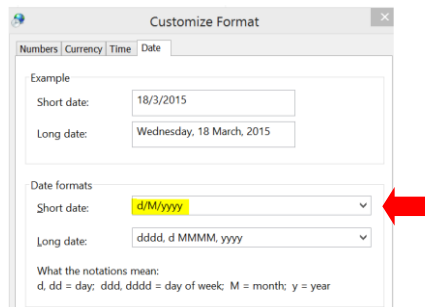 Customize Format
Numbers Currency Time Date
Example
Short date: 18/3/2015
Long date: Wednesday, 18 March, 2015
Date formats
Short date: d/M/yyyy
Long date: dddd, d MMMM, yyyy
What the notations mean:
d, dd = day; ddd, dddd = day of week; M = month; y = year